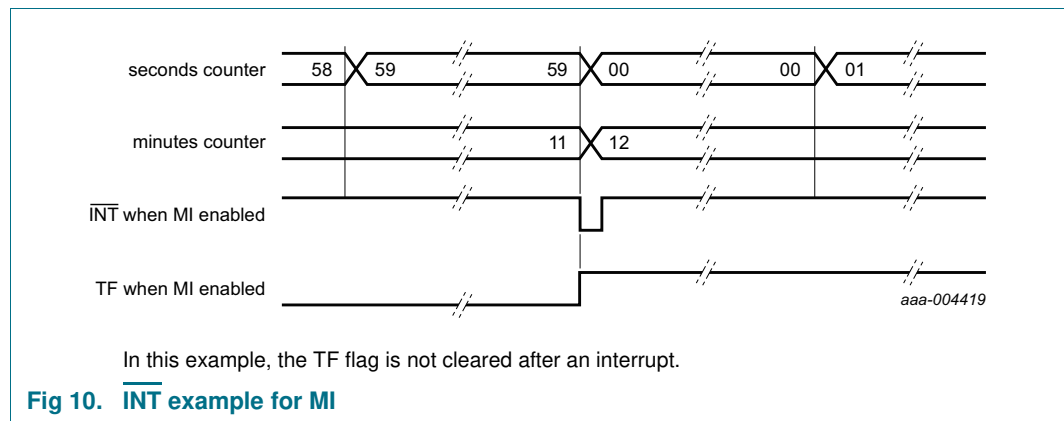 seconds counter 58 59 59 00 00 01
minutes counter 11 12
INT when MI enabled
TF when MI enabled
aaa-004419
In this example, the TF flag is not cleared after an interrupt.
Fig 10. INT example for MI